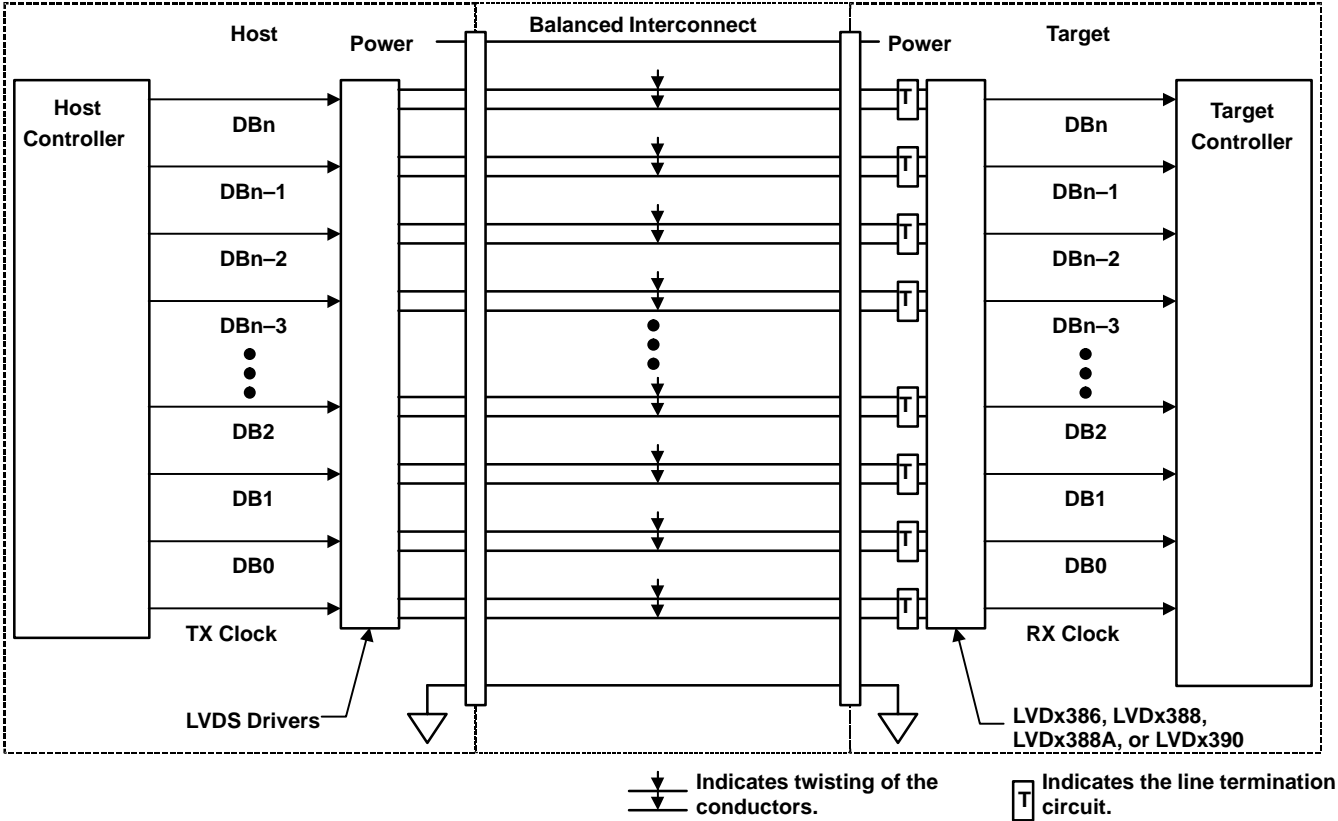 Balanced Interconnect
Host
Power
Power
Target
Host
Controller
Target
Controller
T
DBn
DBn
T
DBn–1
DBn–1
T
DBn–2
DBn–2
T
DBn–3
DBn–3
T
DB2
DB2
T
DB1
DB1
T
DB0
DB0
T
TX Clock
RX Clock
LVDS Drivers
LVDx386, LVDx388,
LVDx388A, or LVDx390
Indicates twisting of the
conductors.
T
Indicates the line termination
circuit.